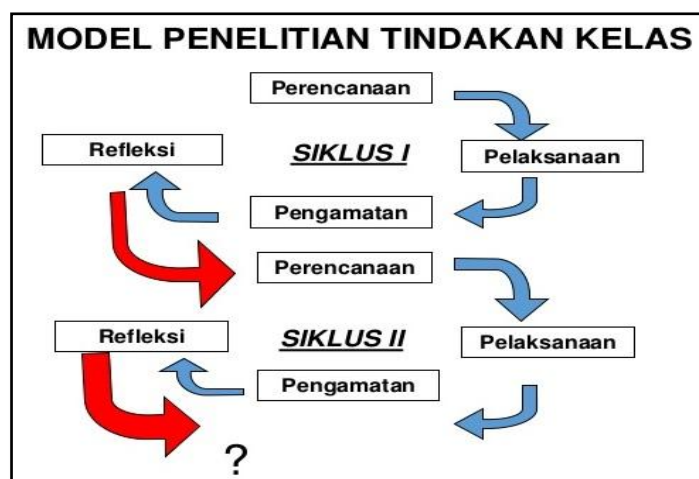 MODEL PENELITIAN TINDAKAN KELAS
Perencanaan
Refleksi
SIKLUS I
Pelaksanaan
Pengamatan
Perencanaan
Refleksi
SIKLUS II
Pelaksanaan
Pengamatan
?